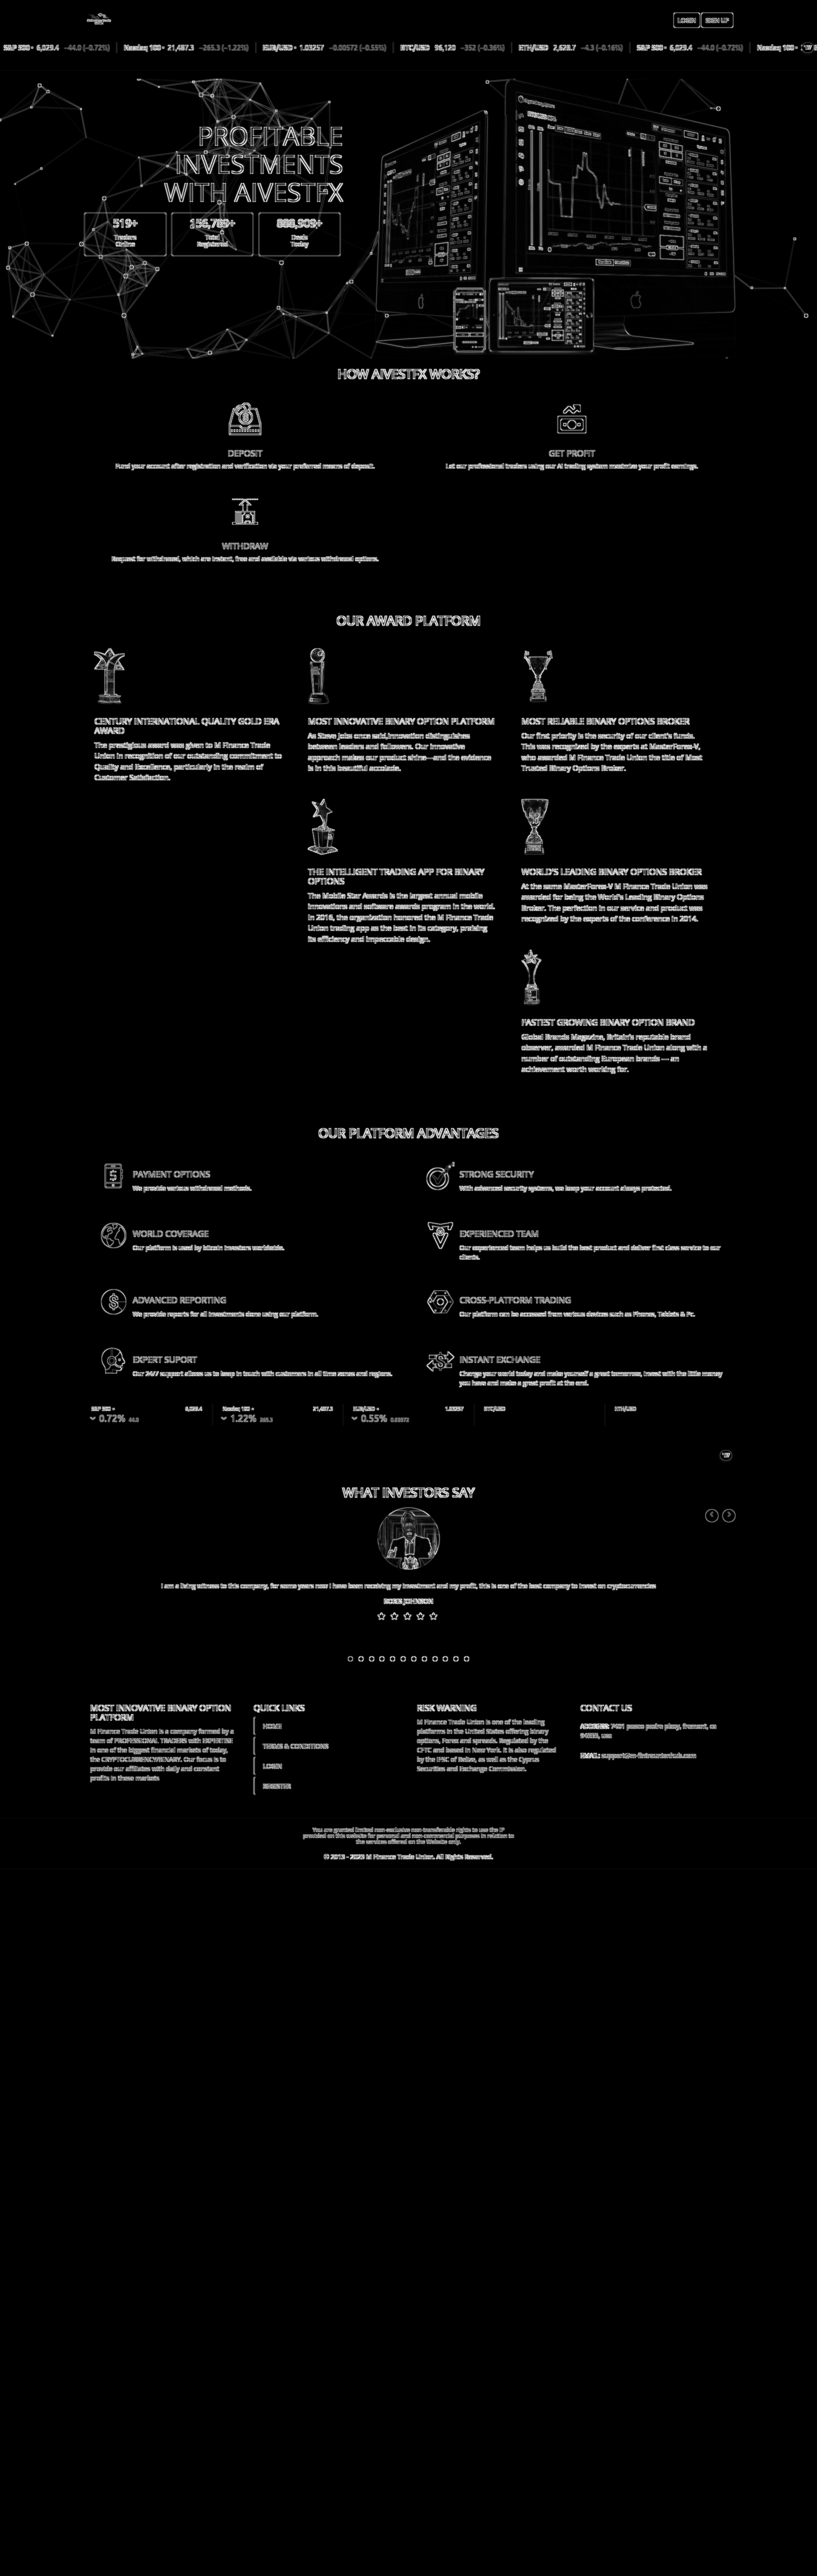 LOGIN SIGN UP
S&P 500 6,029.4 −44.0 (−0.72%) Nasdaq 100 21,487.3 −265.3 (−1.22%) EUR/USD 1.03257 −0.00572 (−0.55%) BTC/USD 96,120 −352 (−0.36%) ETH/USD 2,628.7 −4.3 (−0.16%) S&P 500 6,029.4 −44.0 (−0.72%) Nasdaq 100
PROFITABLE
INVESTMENTS
WITH AIVESTFX
519+ 156,789+ 888,909+
Traders Total Deals
Online Registered Today
HOW AIVESTFX WORKS?
DEPOSIT
Fund your account after registration and verification via your preferred means of deposit.
GET PROFIT
Let our professional traders using our AI trading system maximize your profit earnings.
WITHDRAW
Request for withdrawal, which are instant, free and available via various withdrawal options.
OUR AWARD PLATFORM
CENTURY INTERNATIONAL QUALITY GOLD ERA
AWARD
The prestigious award was given to M Finance Trade
Union in recognition of our outstanding commitment to
Quality and Excellence, particularly in the realm of
Customer Satisfaction.
MOST INNOVATIVE BINARY OPTION PLATFORM
As Steve Jobs once said,innovation distinguishes
between leaders and followers. Our innovative
approach makes our product shine—and the evidence
is in this beautiful accolade.
MOST RELIABLE BINARY OPTIONS BROKER
Our first priority is the security of our client's funds.
This was recognized by the experts at MasterForex-V,
who awarded M Finance Trade Union the title of Most
Trusted Binary Options Broker.
THE INTELLIGENT TRADING APP FOR BINARY
OPTIONS
The Mobile Star Awards is the largest annual mobile
innovations and software awards program in the world.
In 2016, the organization honored the M Finance Trade
Union trading app as the best in its category, praising
its efficiency and impeccable design.
WORLD'S LEADING BINARY OPTIONS BROKER
At the same MasterForex-V M Finance Trade Union was
awarded for being the World's Leading Binary Options
Broker. The perfection in our service and product was
recognized by the experts of the conference in 2014.
FASTEST GROWING BINARY OPTION BRAND
Global Brands Magazine, Britain's reputable brand
observer, awarded M Finance Trade Union along with a
number of outstanding European brands — an
achievement worth working for.
OUR PLATFORM ADVANTAGES
PAYMENT OPTIONS
We provide various withdrawal methods.
STRONG SECURITY
With advanced security systems, we keep your account always protected.
WORLD COVERAGE
Our platform is used by bitcoin investors worldwide.
EXPERIENCED TEAM
Our experienced team helps us build the best product and deliver first class service to our
clients.
ADVANCED REPORTING
We provide reports for all investments done using our platform.
CROSS-PLATFORM TRADING
Our platform can be accessed from various devices such as Phones, Tablets & Pc.
EXPERT SUPORT
Our 24/7 support allows us to keep in touch with customers in all time zones and regions.
INSTANT EXCHANGE
Change your world today and make yourself a great tomorrow, Invest with the little money
you have and make a great profit at the end.
S&P 500 6,029.4 Nasdaq 100 21,487.3 EUR/USD 1.03257 BTC/USD ETH/USD
0.72% 44.0 1.22% 265.3 0.55% 0.00572
WHAT INVESTORS SAY
I am a living witness to this company, for some years now i have been receiving my investment and my profit, this is one of the best company to invest on cryptocurrencies
JOHNSON
MOST INNOVATIVE BINARY OPTION
PLATFORM
M Finance Trade Union is a company formed by a
team of PROFESSIONAL TRADERS with EXPERTISE
in one of the biggest financial markets of today,
the CRYPTOCURRENCYBINARY. Our focus is to
provide our affiliates with daily and constant
profits in these markets
QUICK LINKS
HOME
TERMS & CONDITIONS
LOGIN
REGISTER
RISK WARNING
M Finance Trade Union is one of the leading
platforms in the United States offering binary
options, Forex and spreads. Regulated by the
CFTC and based in New York. It is also regulated
by the IFSC of Belize, as well as the Cyprus
Securities and Exchange Commission.
CONTACT US
ADDRESS: 7401 paseo padre pkwy, fremont, ca
EMAIL:
You are granted limited non-exclusive non-transferable rights to use the IP
provided on this website for personal and non-commercial purposes in relation to
the services offered on the Website only.
© 2013 - 2023 M Finance Trade Union. All Rights Reserved.